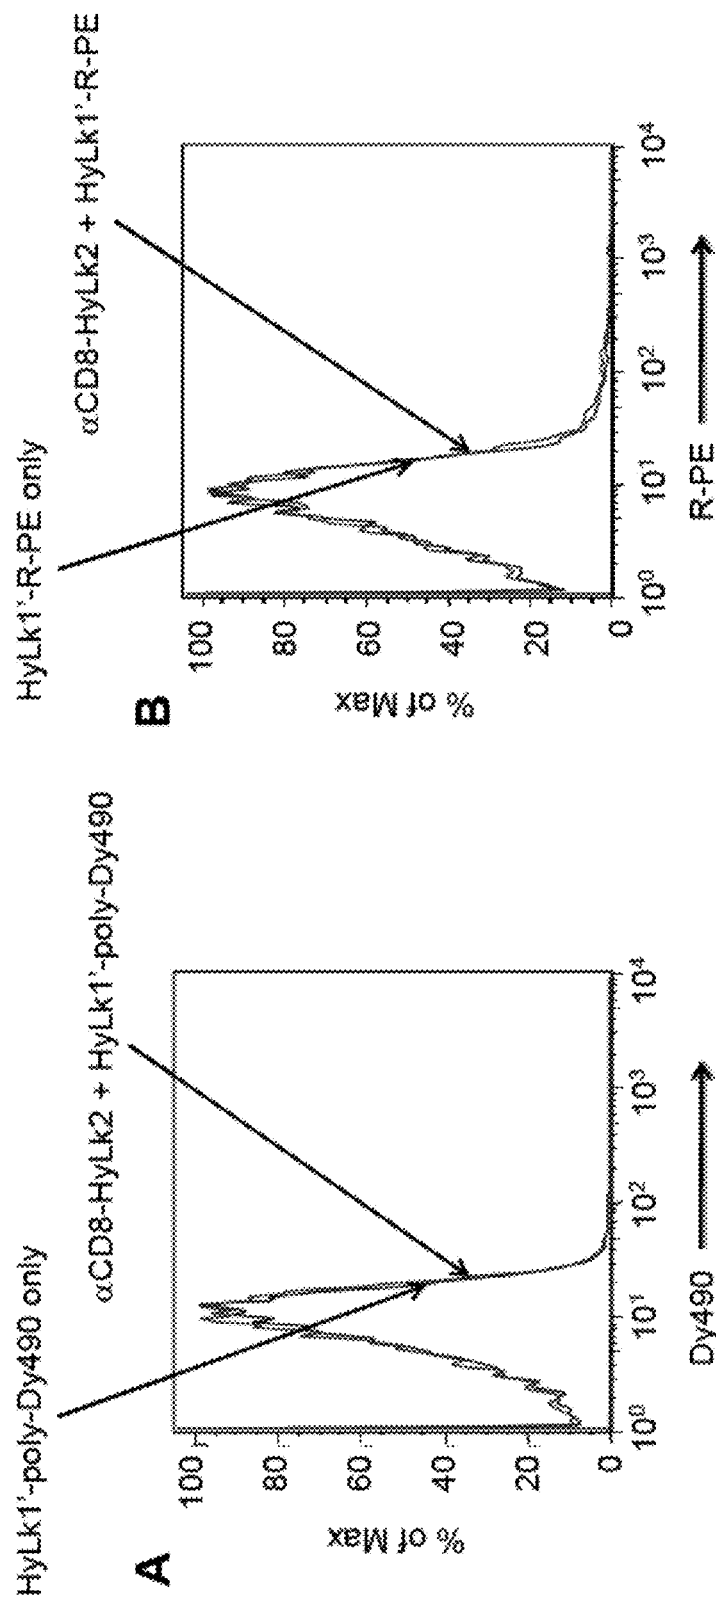 A
HyLk1'-poly-Dy490 only
αCD8-HyLk2 + HyLk1'-poly-Dy490
% of Max
100
80
60
40
20
0
10⁰
10¹
10²
10³
10⁴
Dy490
B
HyLk1'-R-PE only
αCD8-HyLk2 + HyLk1'-R-PE
% of Max
100
80
60
40
20
0
10⁰
10¹
10²
10³
10⁴
R-PE